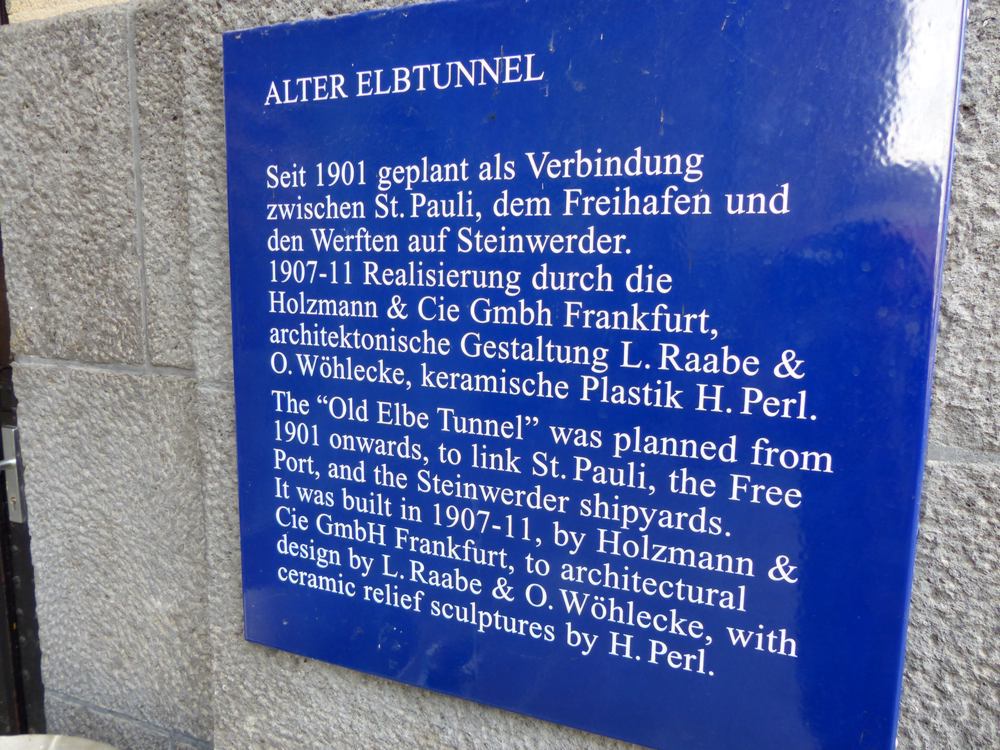 ALTER ELBTUNNEL
Seit 1901 geplant als Verbindung
zwischen St. Pauli, dem Freihafen und
den Werften auf Steinwerder.
1907-11 Realisierung durch die
Holzmann & Cie Gmbh Frankfurt,
architektonische Gestaltung L. Raabe &
O. Wöhlecke, keramische Plastik H. Perl.
The “Old Elbe Tunnel” was planned from
1901 onwards, to link St. Pauli, the Free
Port, and the Steinwerder shipyards.
It was built in 1907-11, by Holzmann &
Cie GmbH Frankfurt, to architectural
design by L. Raabe & O. Wöhlecke, with
ceramic relief sculptures by H. Perl.